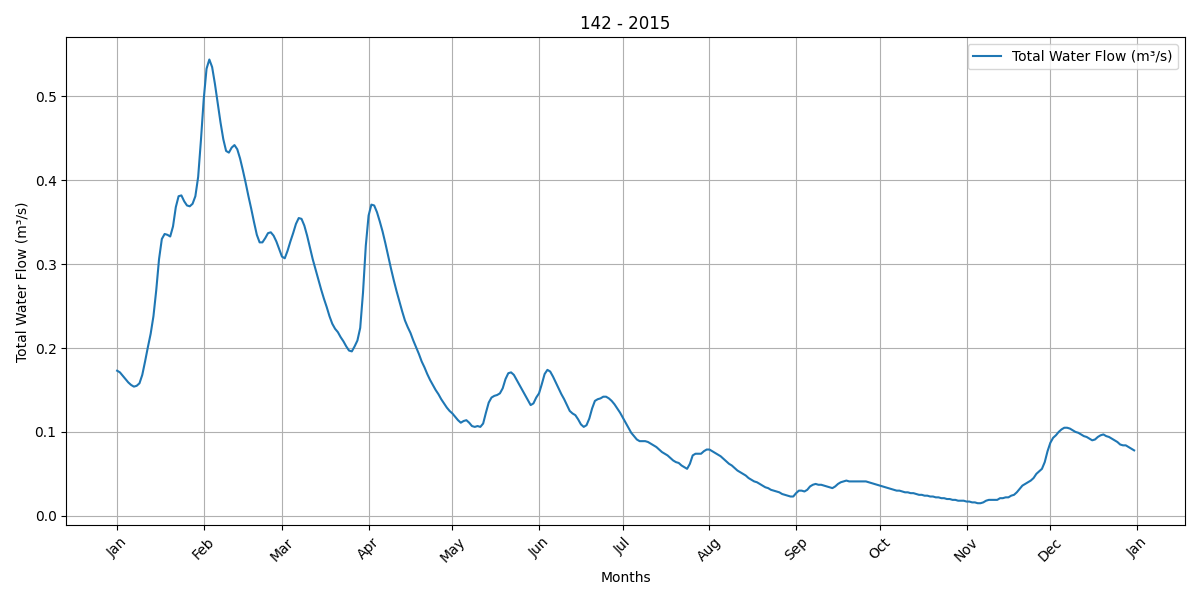 142 - 2015
Total Water Flow (m³/s)
Total Water Flow (m³/s)
0.5
0.4
0.3
0.2
0.1
0.0
Jan Feb Mar Apr May Jun Jul Aug Sep Oct Nov Dec Jan
Months